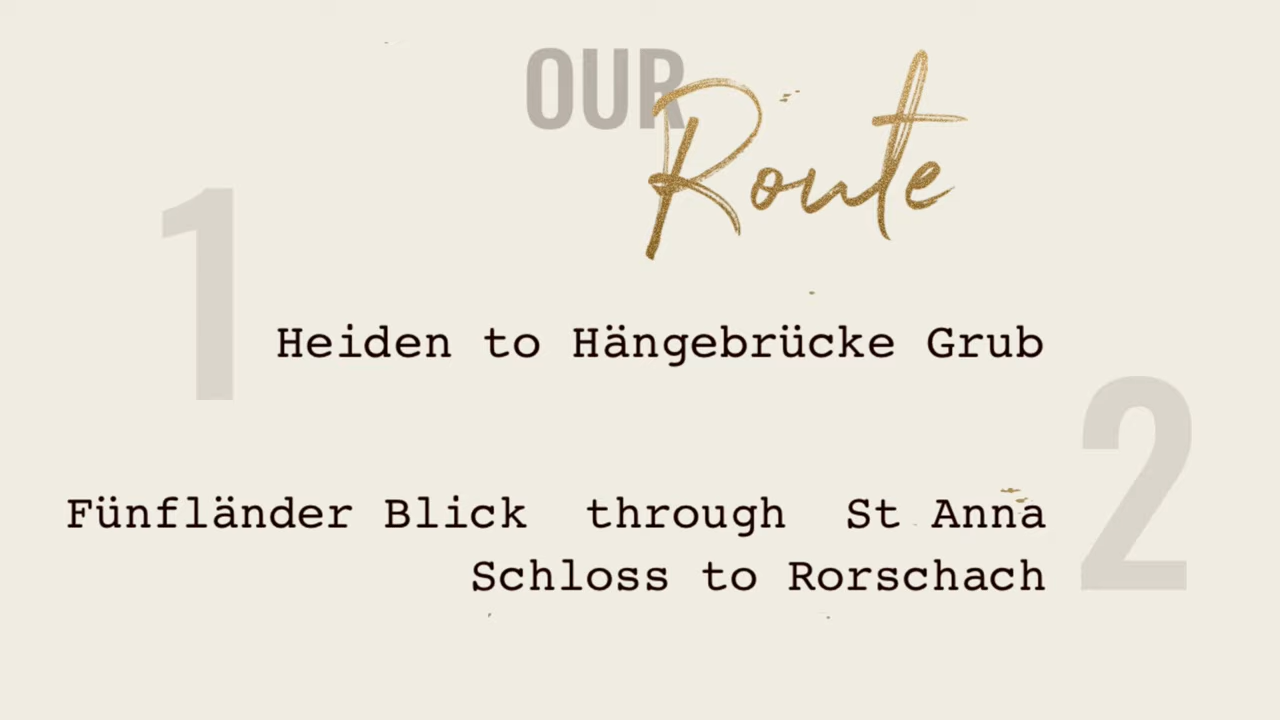 OUR
Route
1
Heiden to Hängebrücke Grub
2
Fünfländer Blick through St Anna
Schloss to Rorschach